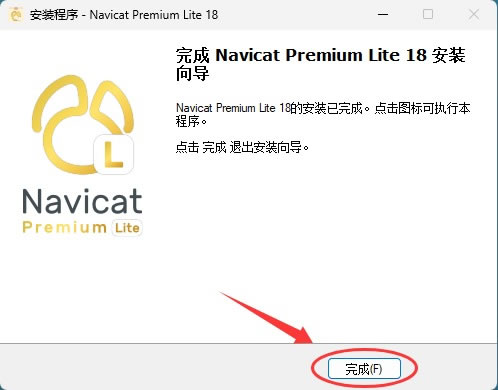 安装程序 - Navicat Premium Lite 18
完成 Navicat Premium Lite 18 安装
向导
Navicat Premium Lite 18的安装已完成。点击图标可执行本
程序。
点击 完成 退出安装向导。
L
Navicat
Premium Lite
完成(F)